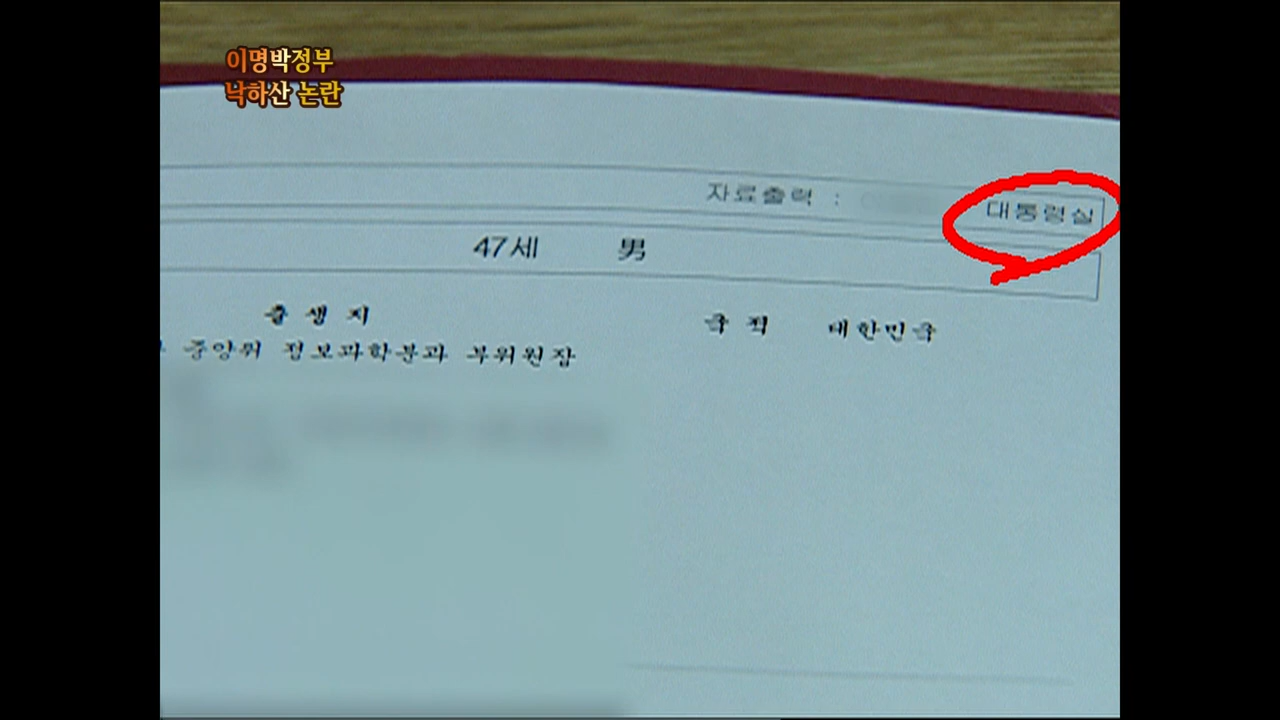 이명박정부
낙하산 논란
자료출력 :
대통령실
47세 男
출 생 지
국 적 대한민국
중앙위 정보과학분과 부위원장